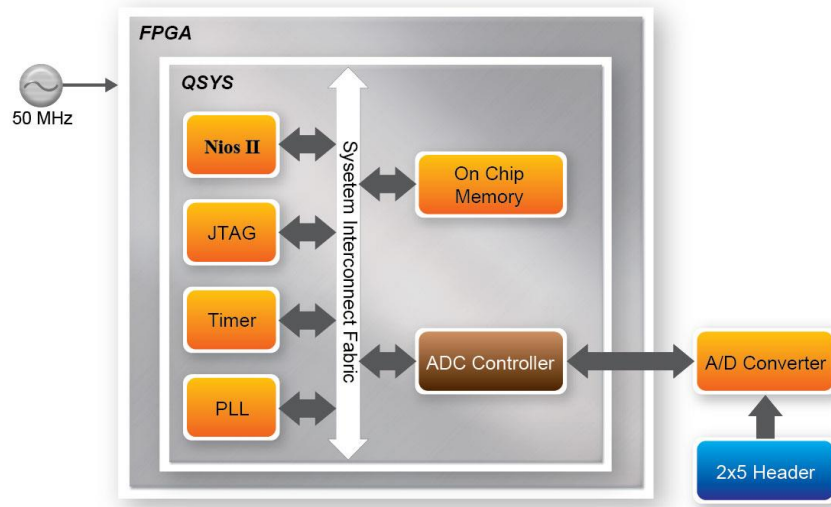 FPGA
QSYS
50 MHz
Nios II
JTAG
Timer
PLL
Sysetem Interconnect Fabric
On Chip
Memory
ADC Controller
A/D Converter
2x5 Header